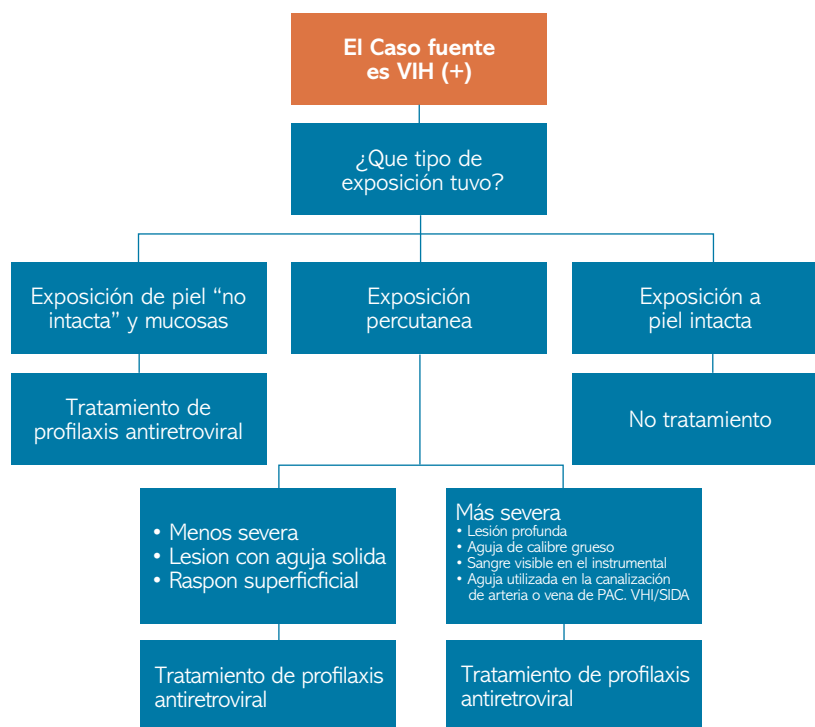 El Caso fuente
es VIH (+)
¿Que tipo de
exposición tuvo?
Exposición de piel “no
intacta” y mucosas
Exposición
percutanea
Exposición a
piel intacta
Tratamiento de
profilaxis antiretroviral
No tratamiento
• Menos severa
• Lesion con aguja solida
• Raspon superficficial
Más severa
• Lesión profunda
• Aguja de calibre grueso
• Sangre visible en el instrumental
• Aguja utilizada en la canalización
de arteria o vena de PAC. VHI/SIDA
Tratamiento de profilaxis
antiretroviral
Tratamiento de profilaxis
antiretroviral